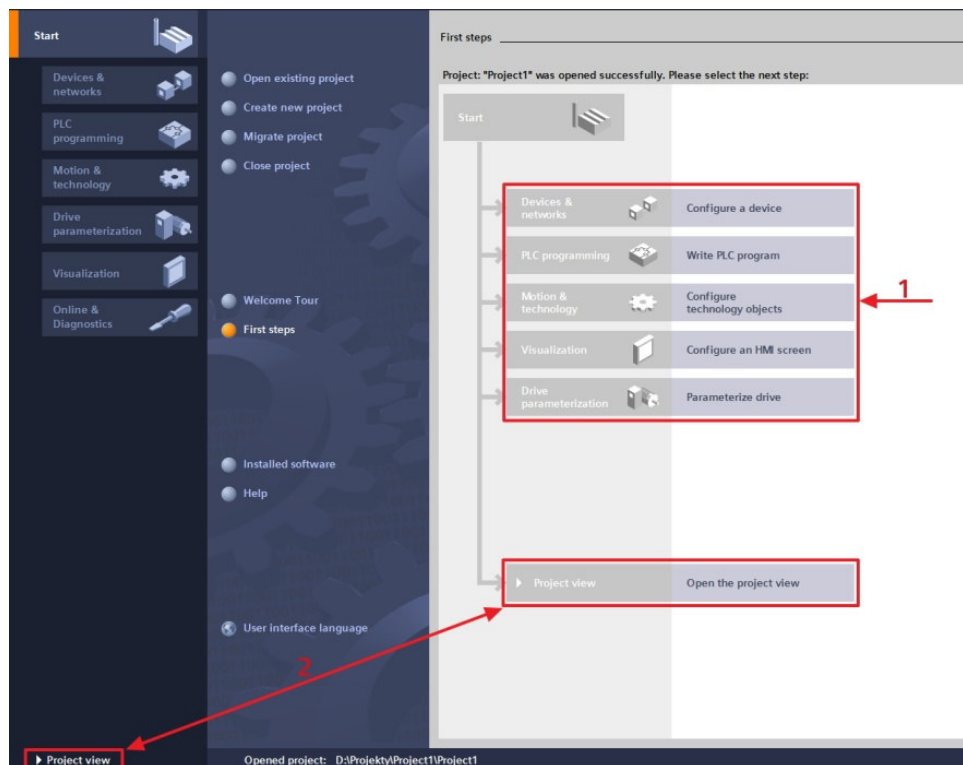 Start
Devices &
networks
PLC
programming
Motion &
technology
Drive
parameterization
Visualization
Online &
Diagnostics
Open existing project
Create new project
Migrate project
Close project
Welcome Tour
First steps
Installed software
Help
User interface language
First steps
Project: "Project1" was opened successfully. Please select the next step:
Start
Devices &
networks
Configure a device
PLC programming
Write PLC program
Motion &
technology
Configure
technology objects
Visualization
Configure an HMI screen
Drive
parameterization
Parameterize drive
1
Project view
Open the project view
2
Project view
Opened project: D:\Projekty\Project1\Project1